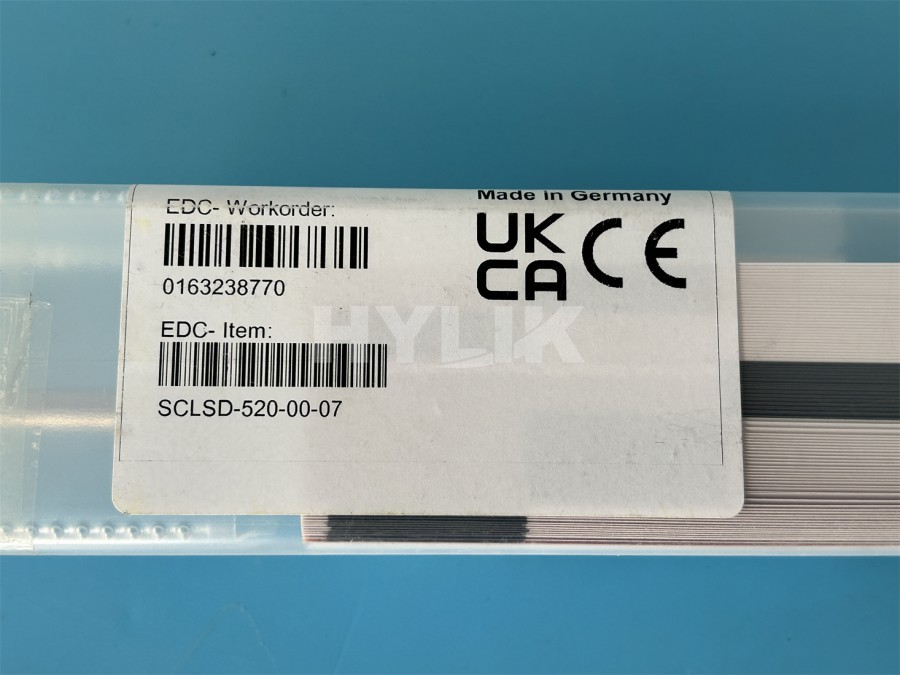 EDC- Workorder:
0163238770
EDC- Item:
SCLSD-520-00-07
Made in Germany
UK
CA
CE
HYLIK